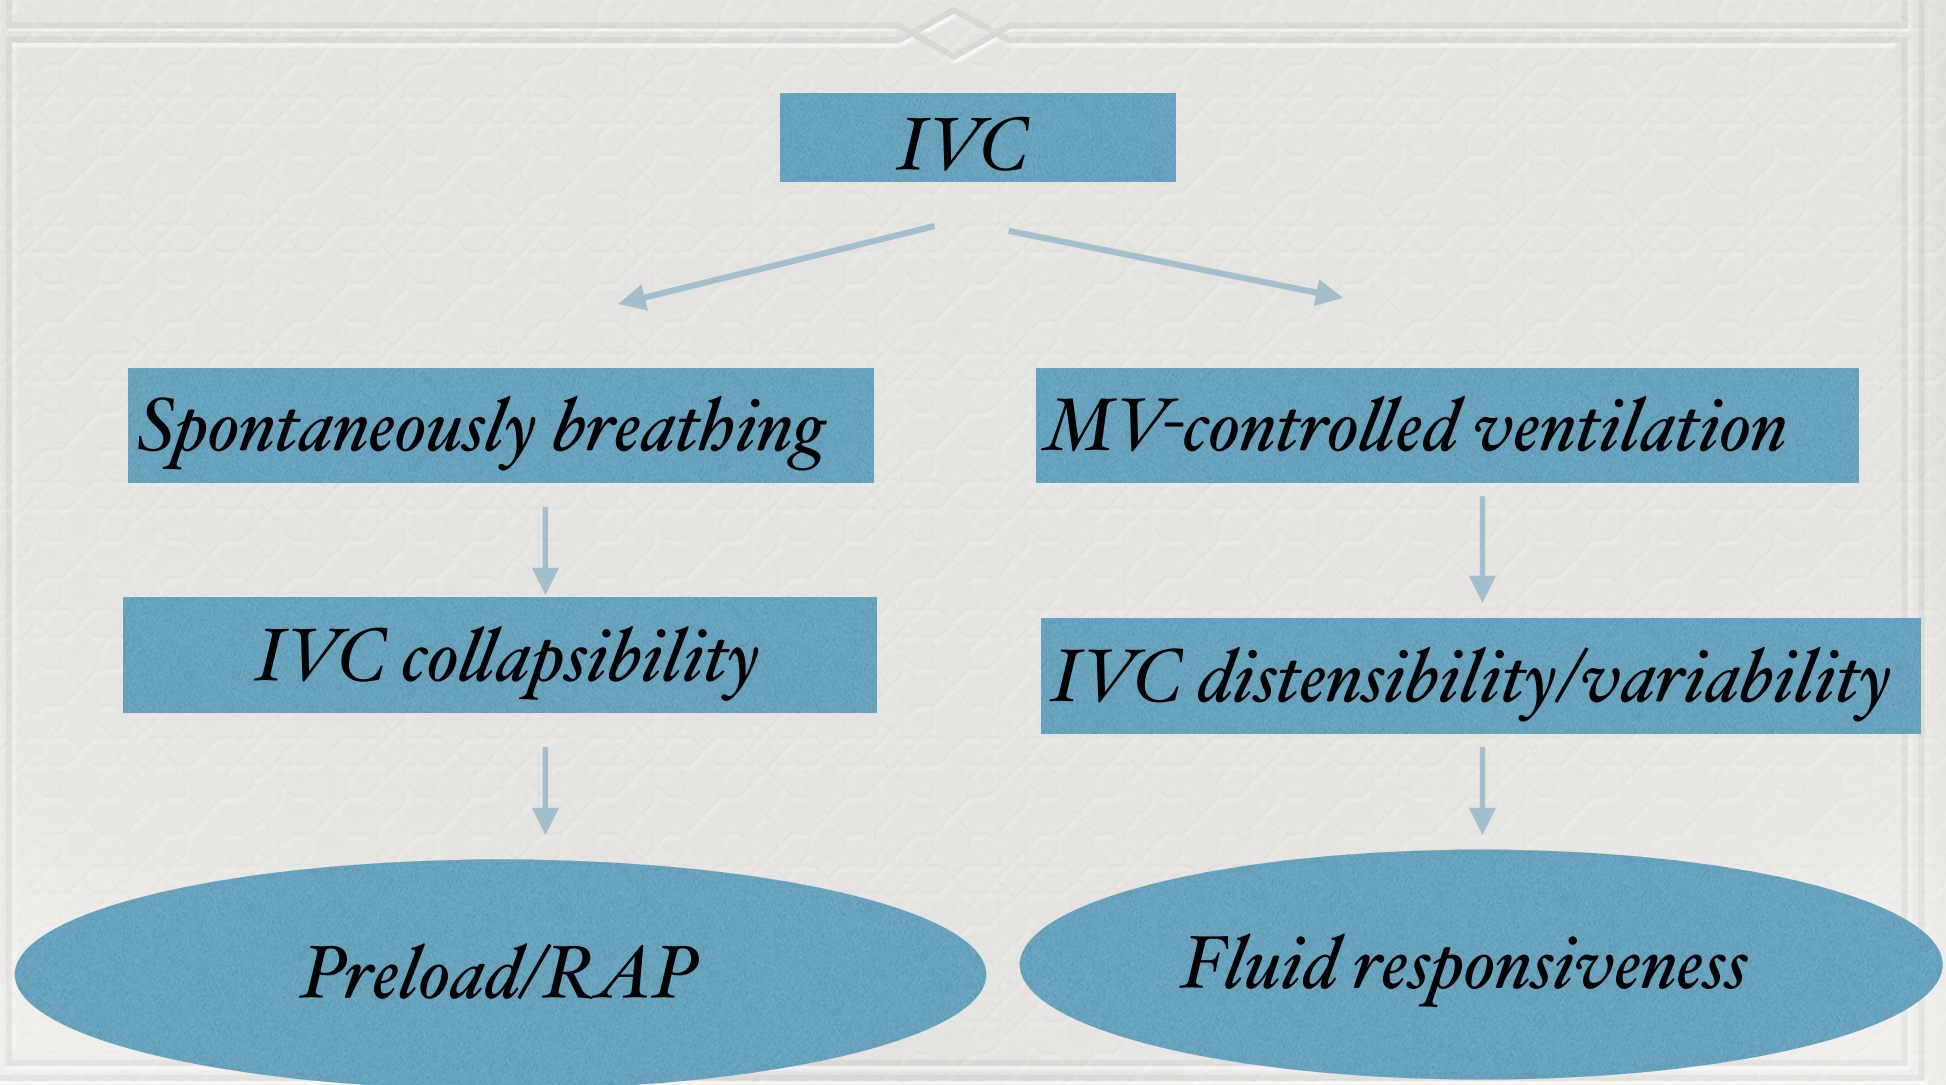 IVC
Spontaneously breathing
MV-controlled ventilation
IVC collapsibility
IVC distensibility/variability
Preload/RAP
Fluid responsiveness